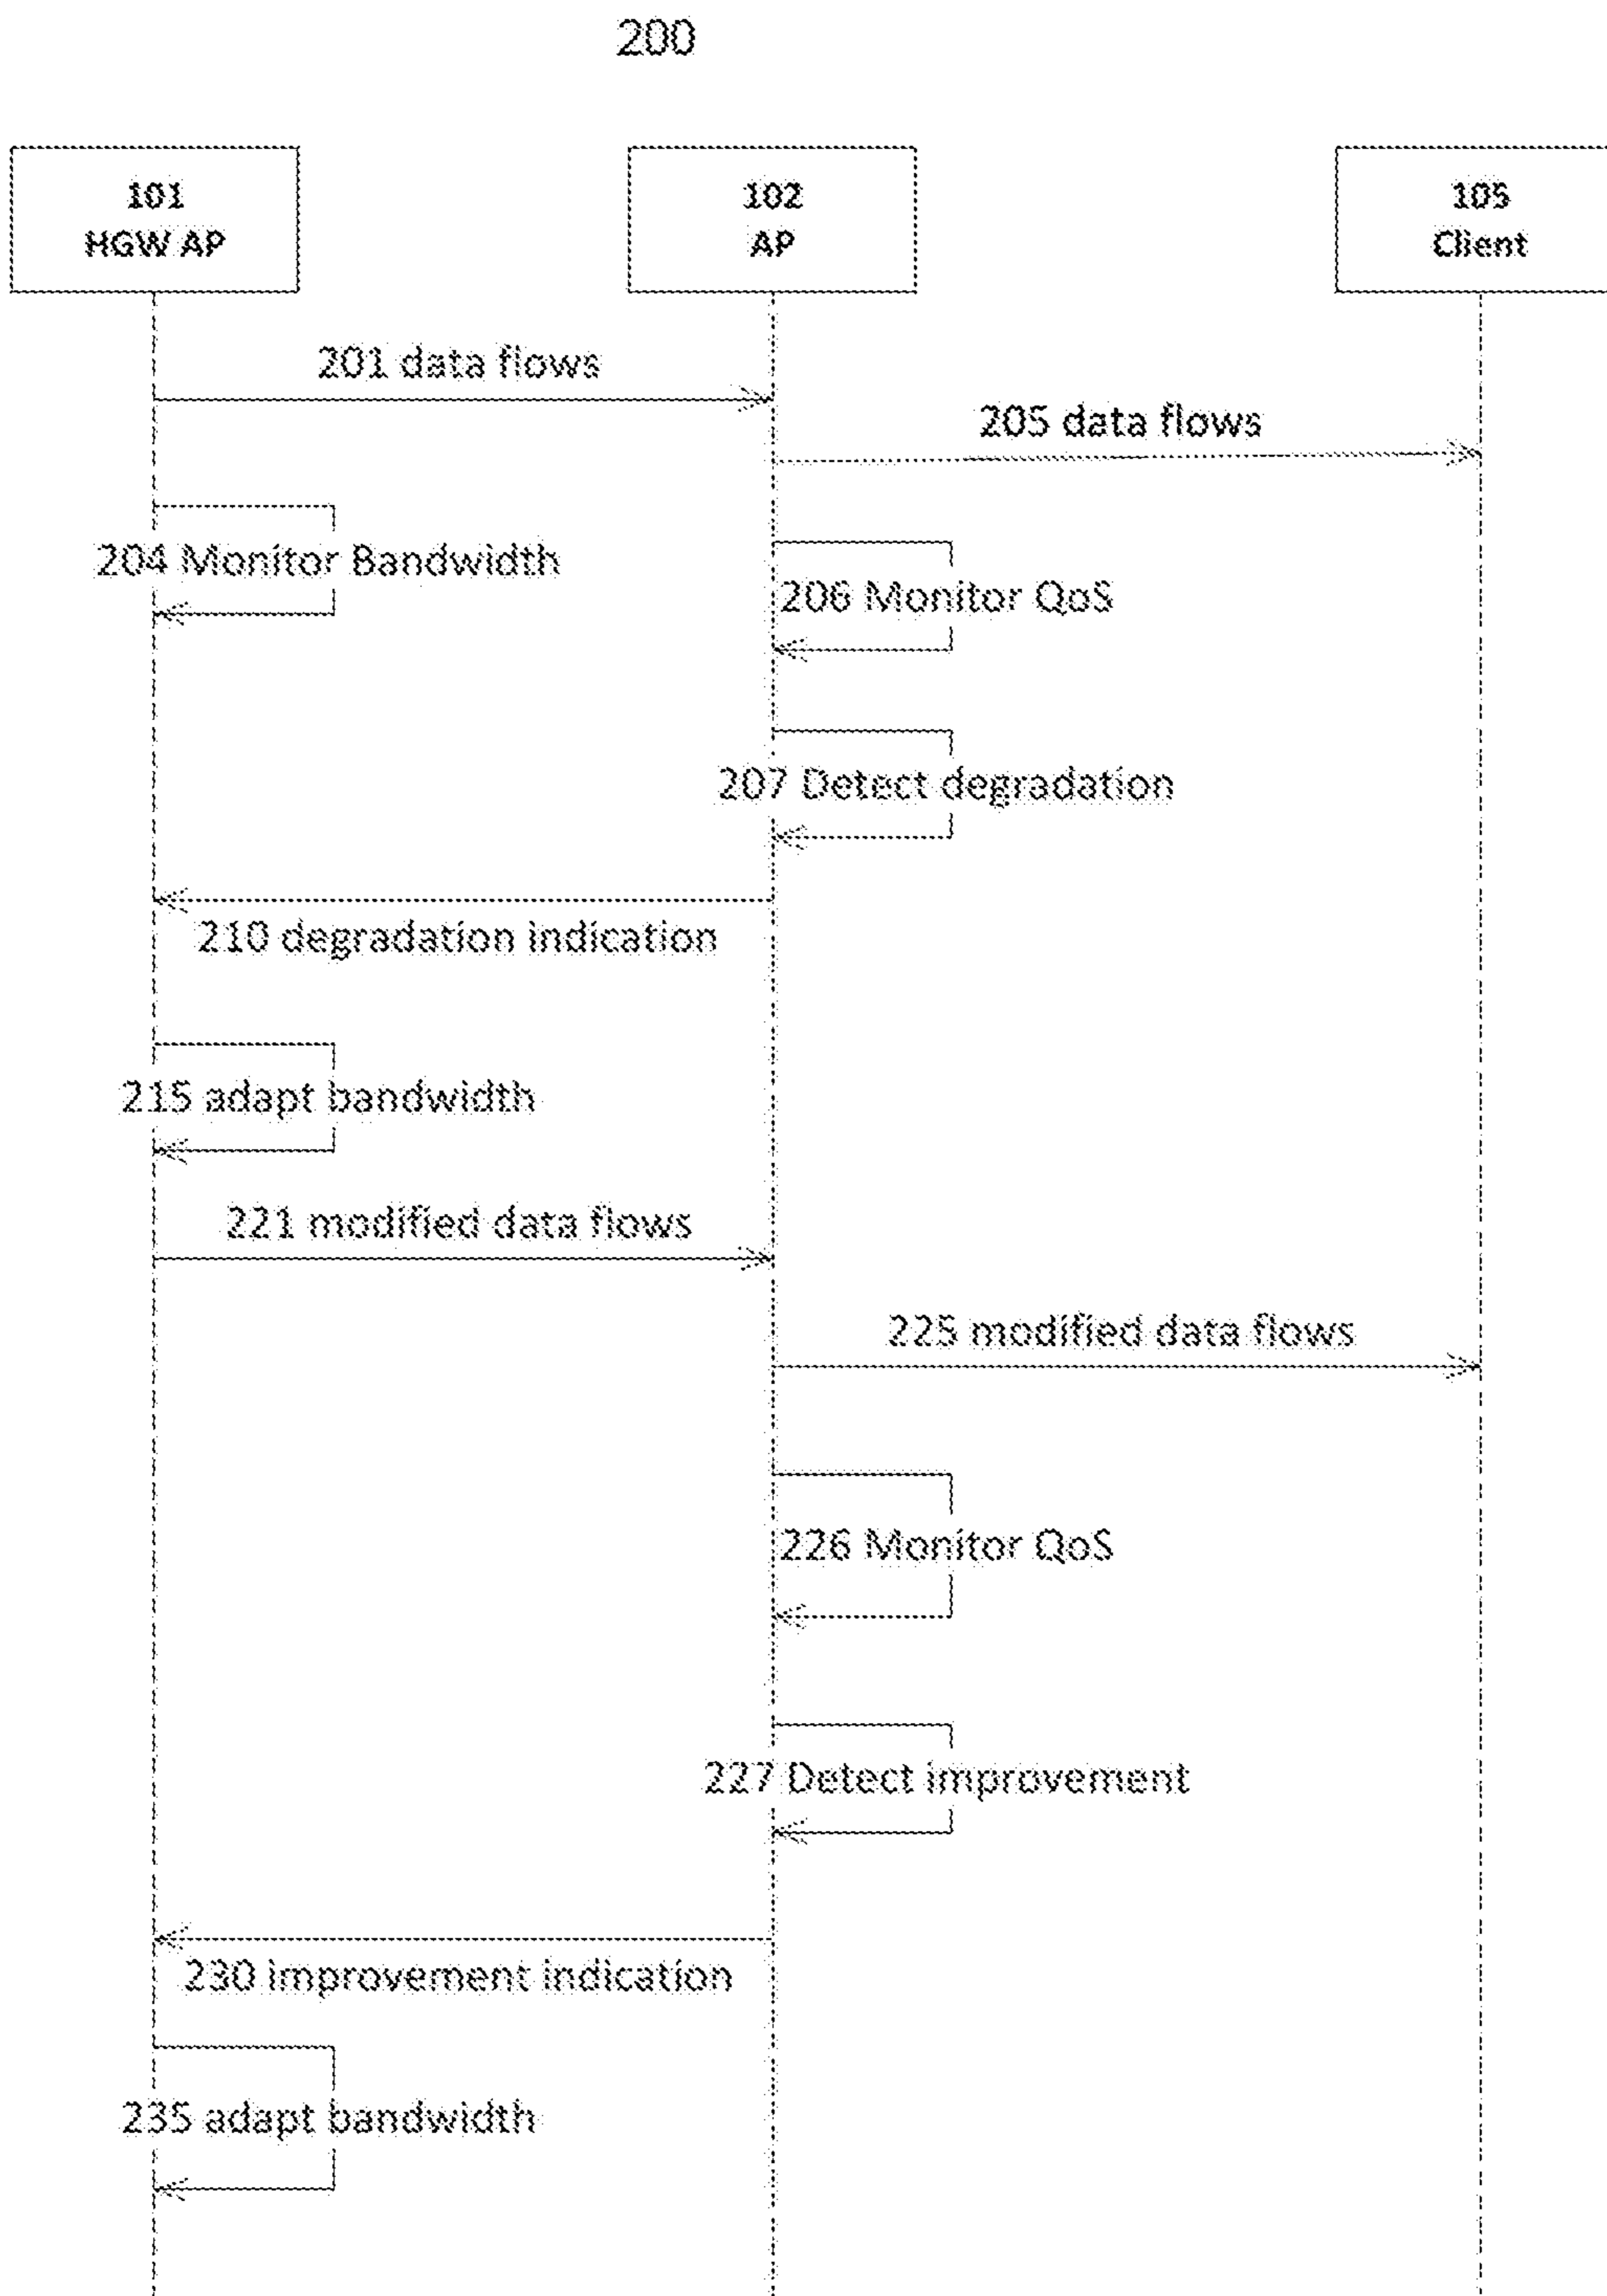 200
101
HGW AP
102
AP
105
Client
201 data flows
205 data flows
204 Monitor Bandwidth
206 Monitor QoS
207 Detect degradation
210 degradation indication
215 adapt bandwidth
221 modified data flows
225 modified data flows
226 Monitor QoS
227 Detect improvement
230 improvement indication
235 adapt bandwidth